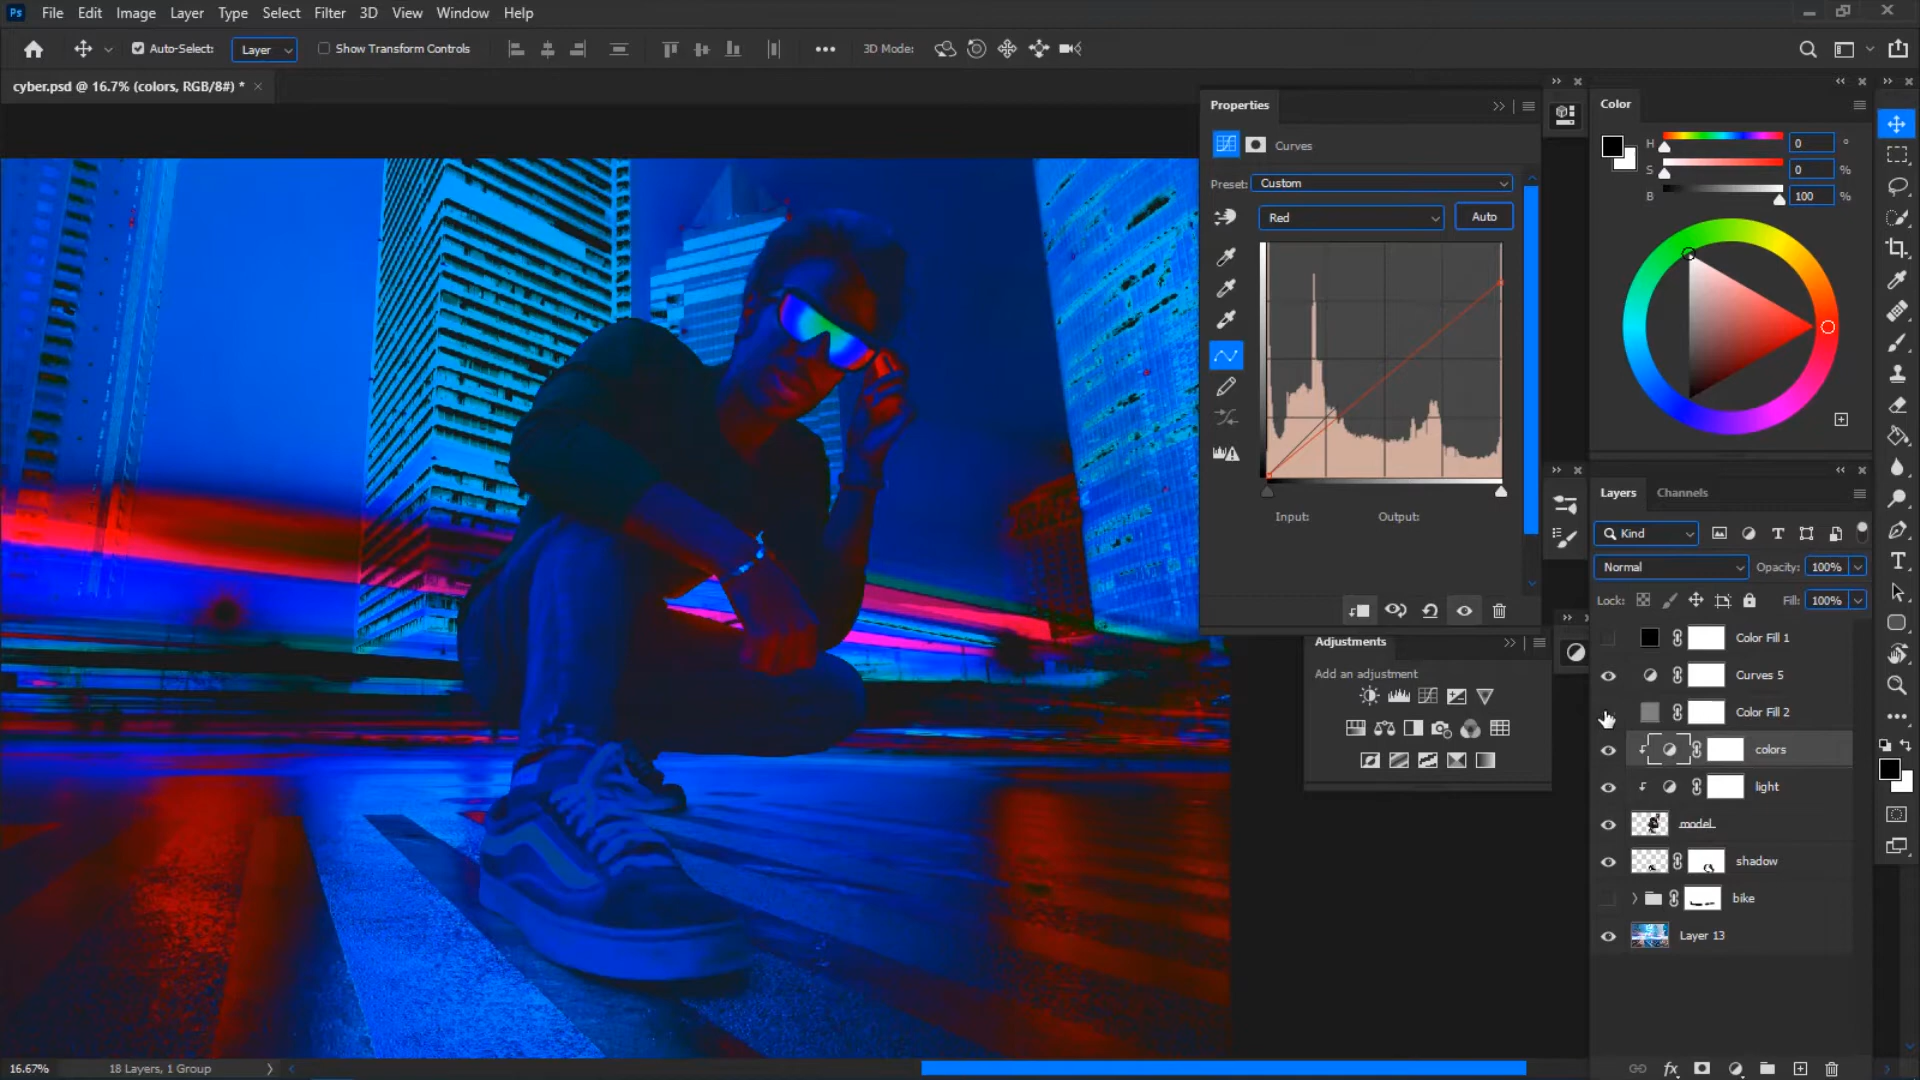 Ps File Edit Image Layer Type Select Filter 3D View Window Help
Auto-Select: Layer Show Transform Controls 3D Mode:
cyber.psd @ 16.7% (colors, RGB/8#) *
Properties
Curves
Preset: Custom
Red Auto
Input: Output:
Adjustments
Add an adjustment
Color
H 0 °
S 0 %
B 100 %
Layers Channels
Kind
Normal Opacity: 100%
Lock: Fill: 100%
Color Fill 1
Curves 5
Color Fill 2
colors
light
model
shadow
bike
Layer 13
fx
16.67% 18 Layers, 1 Group